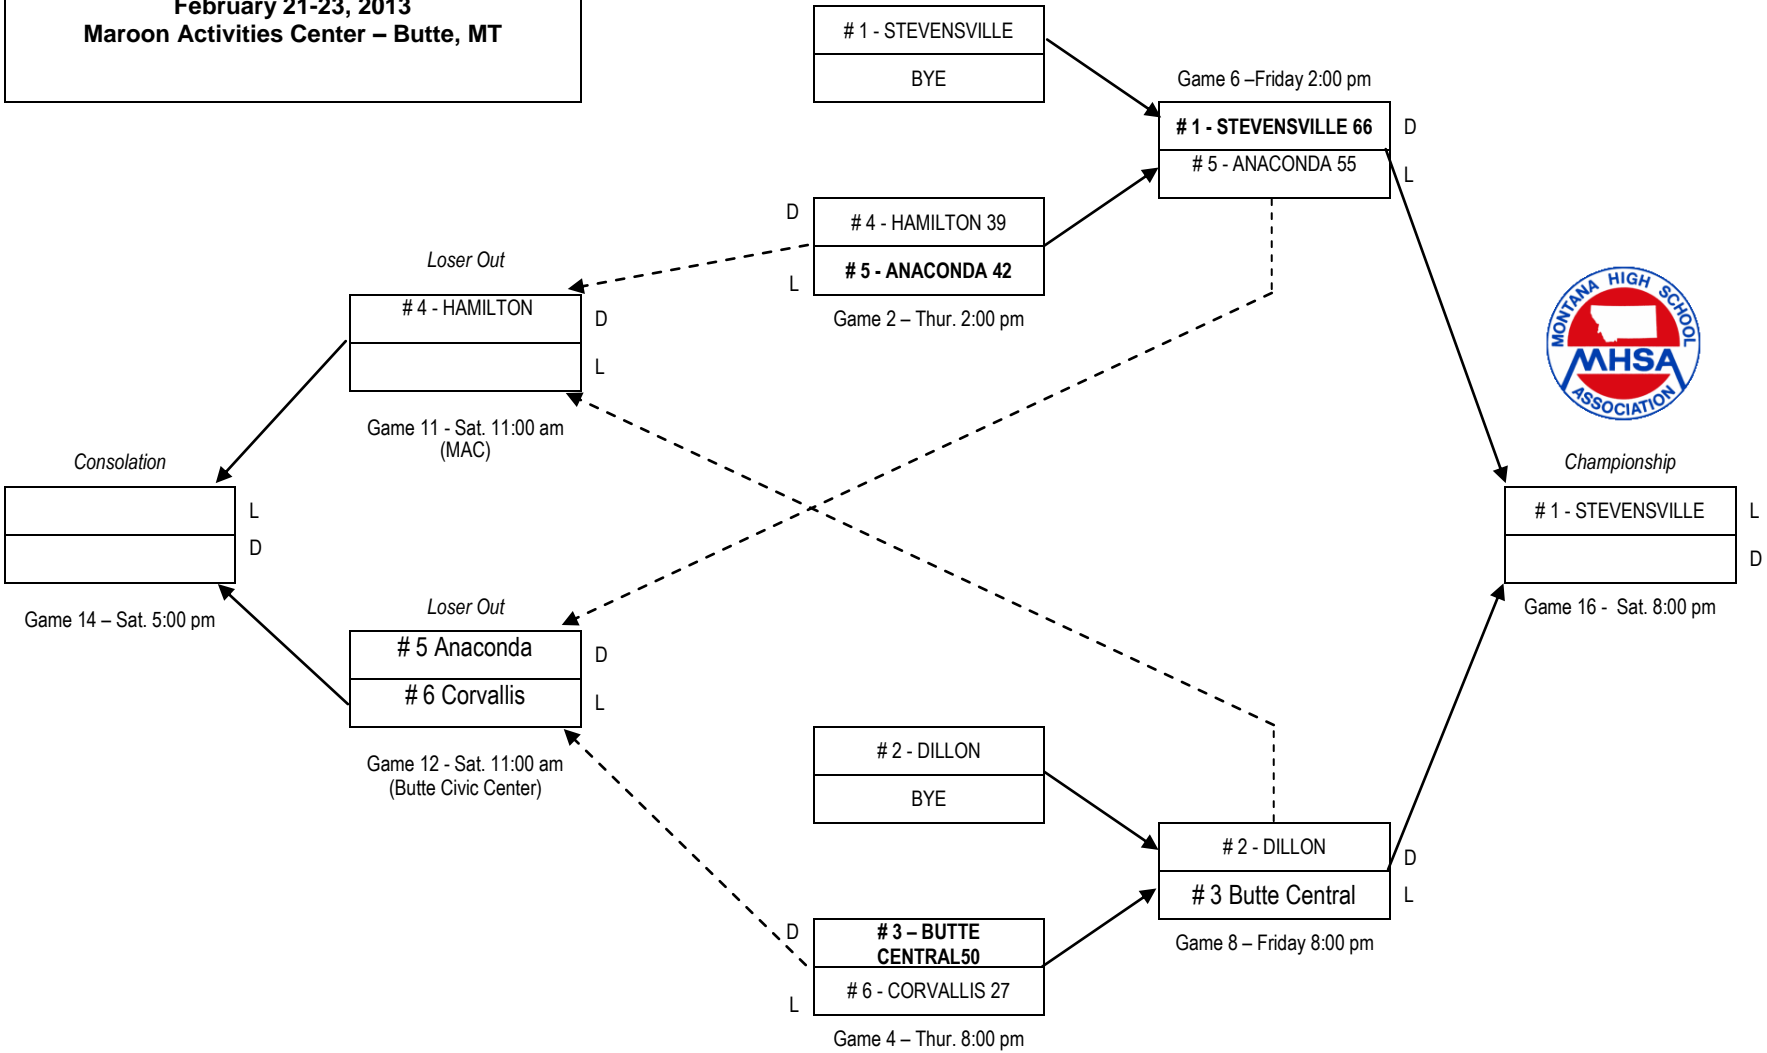 February 21-23, 2013
Maroon Activities Center – Butte, MT
# 1 - STEVENSVILLE
BYE
Game 6 –Friday 2:00 pm
# 1 - STEVENSVILLE 66
D
# 5 - ANACONDA 55
L
D
# 4 - HAMILTON 39
# 5 - ANACONDA 42
L
Game 2 – Thur. 2:00 pm
Loser Out
# 4 - HAMILTON
D
L
Game 11 - Sat. 11:00 am
(MAC)
MONTANA HIGH SCHOOL
MHSA
ASSOCIATION
Consolation
L
D
Game 14 – Sat. 5:00 pm
Championship
# 1 - STEVENSVILLE
L
D
Game 16 - Sat. 8:00 pm
Loser Out
# 5 Anaconda
D
# 6 Corvallis
L
Game 12 - Sat. 11:00 am
(Butte Civic Center)
# 2 - DILLON
BYE
# 2 - DILLON
D
# 3 Butte Central
L
Game 8 – Friday 8:00 pm
D
# 3 – BUTTE
CENTRAL50
# 6 - CORVALLIS 27
L
Game 4 – Thur. 8:00 pm